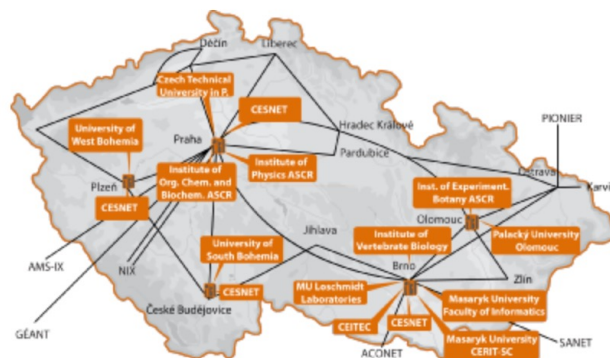 Děčín
Liberec
Czech Technical
University in P.
CESNET
PIONIER
University of
West Bohemia
Praha
Hradec Králové
Pardubice
Institute of
Physics ASCR
Institute of
Org. Chem. and
Biochem. ASCR
Ostrava
Karvi
Plzeň
CESNET
Inst. of Experiment.
Botany ASCR
Olomouc
Palacký University
Olomouc
Jihlava
Institute of
Vertebrate Biology
University of
South Bohemia
AMS-IX
NIX
Brno
Zlín
CESNET
MU Loschmidt
Laboratories
Masaryk University
Faculty of Informatics
České Budějovice
GÉANT
CEITEC
CESNET
Masaryk University
CERIT-SC
SANET
ACONET